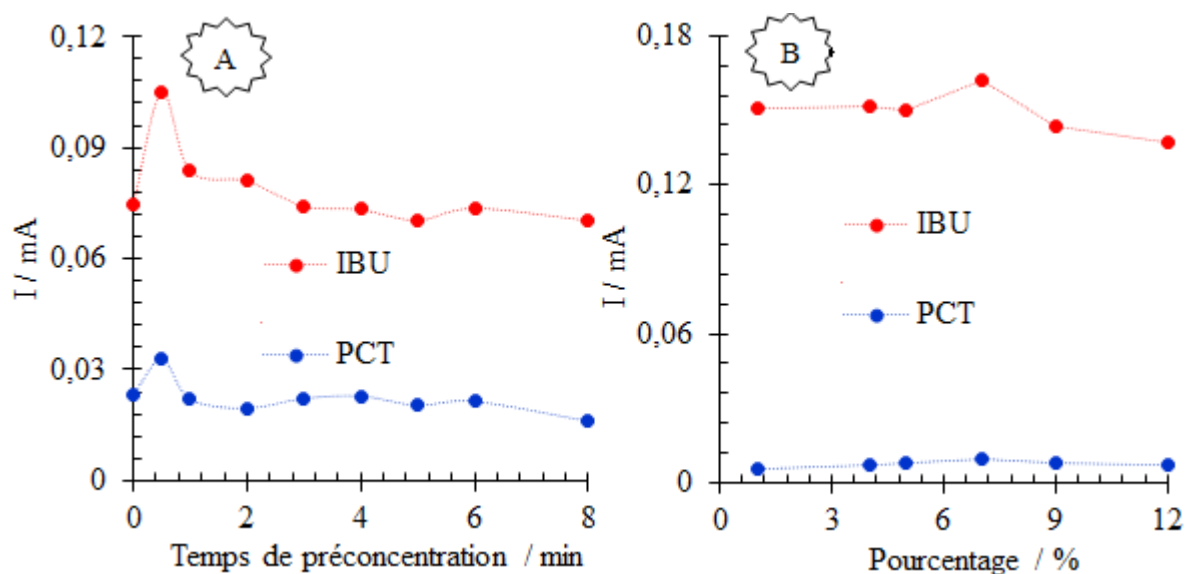 A
0,12
0,09
0,06
0,03
0
I / mA
IBU
PCT
0 2 4 6 8
Temps de préconcentration / min
B
0,18
0,12
0,06
0
I / mA
IBU
PCT
0 3 6 9 12
Pourcentage / %